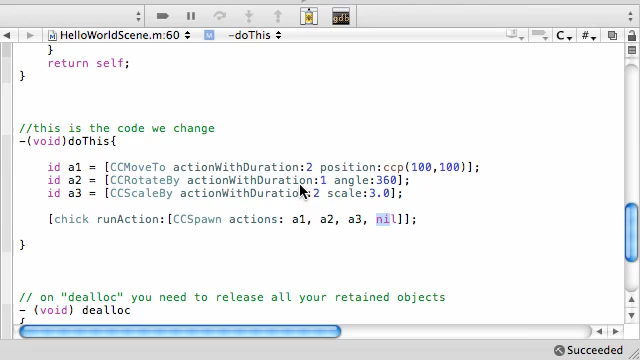 gdb
HelloWorldScene.m:60 M -doThis C #
}
return self;
}
//this is the code we change
-(void)doThis{
id a1 = [CCMoveTo actionWithDuration:2 position:ccp(100,100)];
id a2 = [CCRotateBy actionWithDuration:1 angle:360];
id a3 = [CCScaleBy actionWithDuration:2 scale:3.0];
[chick runAction:[CCSpawn actions: a1, a2, a3, nil]];
}
// on "dealloc" you need to release all your retained objects
- (void) dealloc
{
Succeeded